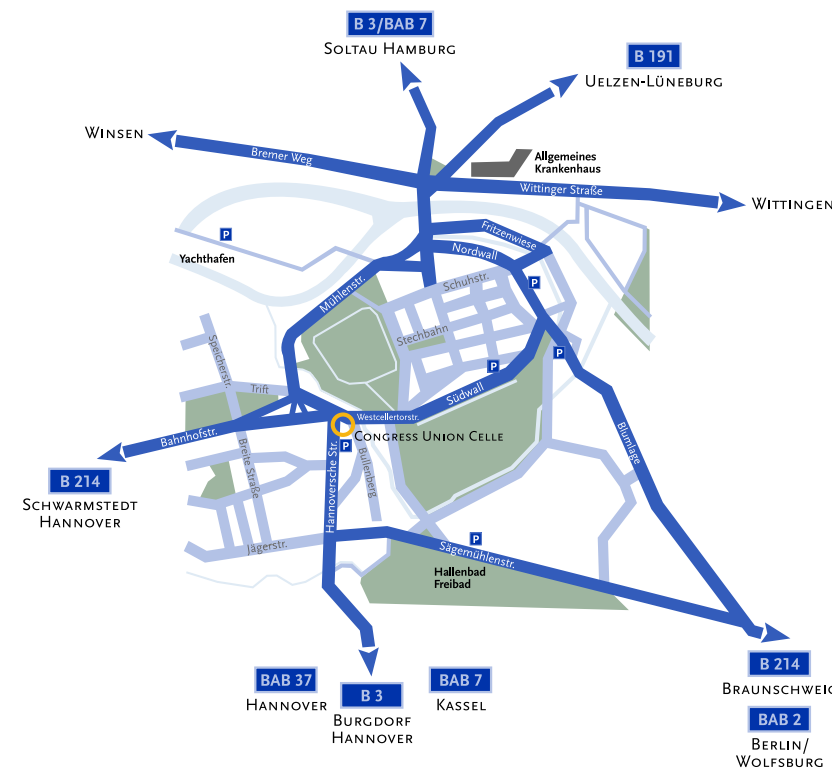 B 3/BAB 7
SOLTAU HAMBURG
B 191
UELZEN-LÜNEBURG
WINSEN
Bremer Weg
Allgemeines
Krankenhaus
Wittinger Straße
WITTINGEN
P
Yachthafen
Fritzenwiese
Nordwall
Mühlenstr.
Schuhstr.
P
Stechbahn
Speicherstr.
P
P
Trift
Südwall
Westcellertorstr.
CONGRESS UNION CELLE
P
Bahnhofstr.
Breite Straße
Hannoversche Str.
Bullenberg
Blumlage
B 214
SCHWARMSTEDT
HANNOVER
Jägerstr.
P
Sägemühlenstr.
Hallenbad
Freibad
BAB 37
HANNOVER
B 3
BURGDORF
HANNOVER
BAB 7
KASSEL
B 214
BRAUNSCHWEIG
BAB 2
BERLIN/
WOLFSBURG